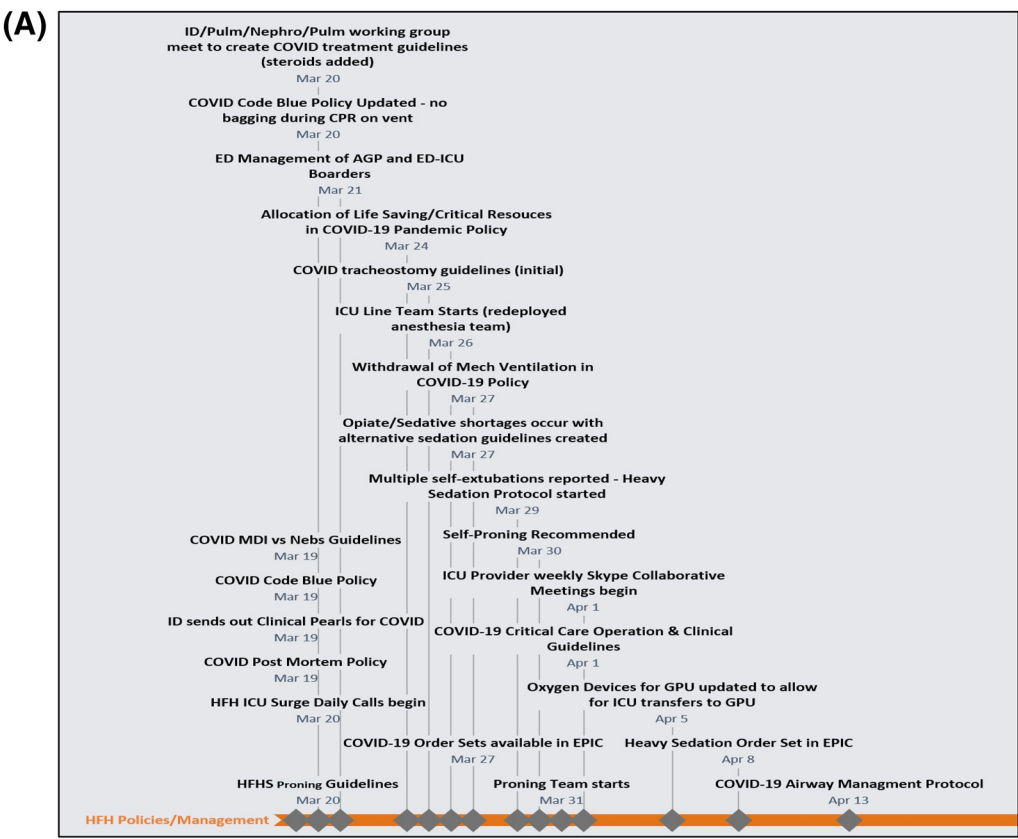 (A)
ID/Pulm/Nephro/Pulm working group
meet to create COVID treatment guidelines
(steroids added)
Mar 20
COVID Code Blue Policy Updated - no
bagging during CPR on vent
Mar 20
ED Management of AGP and ED-ICU
Boarders
Mar 21
Allocation of Life Saving/Critical Resouces
in COVID-19 Pandemic Policy
Mar 24
COVID tracheostomy guidelines (initial)
Mar 25
ICU Line Team Starts (redeployed
anesthesia team)
Mar 26
Withdrawal of Mech Ventilation in
COVID-19 Policy
Mar 27
Opiate/Sedative shortages occur with
alternative sedation guidelines created
Mar 27
Multiple self-extubations reported - Heavy
Sedation Protocol started
Mar 29
Self-Proning Recommended
Mar 30
COVID MDI vs Nebs Guidelines
Mar 19
ICU Provider weekly Skype Collaborative
Meetings begin
Apr 1
COVID Code Blue Policy
Mar 19
ID sends out Clinical Pearls for COVID
Mar 19
COVID-19 Critical Care Operation & Clinical
Guidelines
Apr 1
COVID Post Mortem Policy
Mar 19
Oxygen Devices for GPU updated to allow
for ICU transfers to GPU
Apr 5
HFH ICU Surge Daily Calls begin
Mar 20
COVID-19 Order Sets available in EPIC
Mar 27
Heavy Sedation Order Set in EPIC
Apr 8
HFHS Proning Guidelines
Mar 20
Proning Team starts
Mar 31
COVID-19 Airway Managment Protocol
Apr 13
HFH Policies/Management